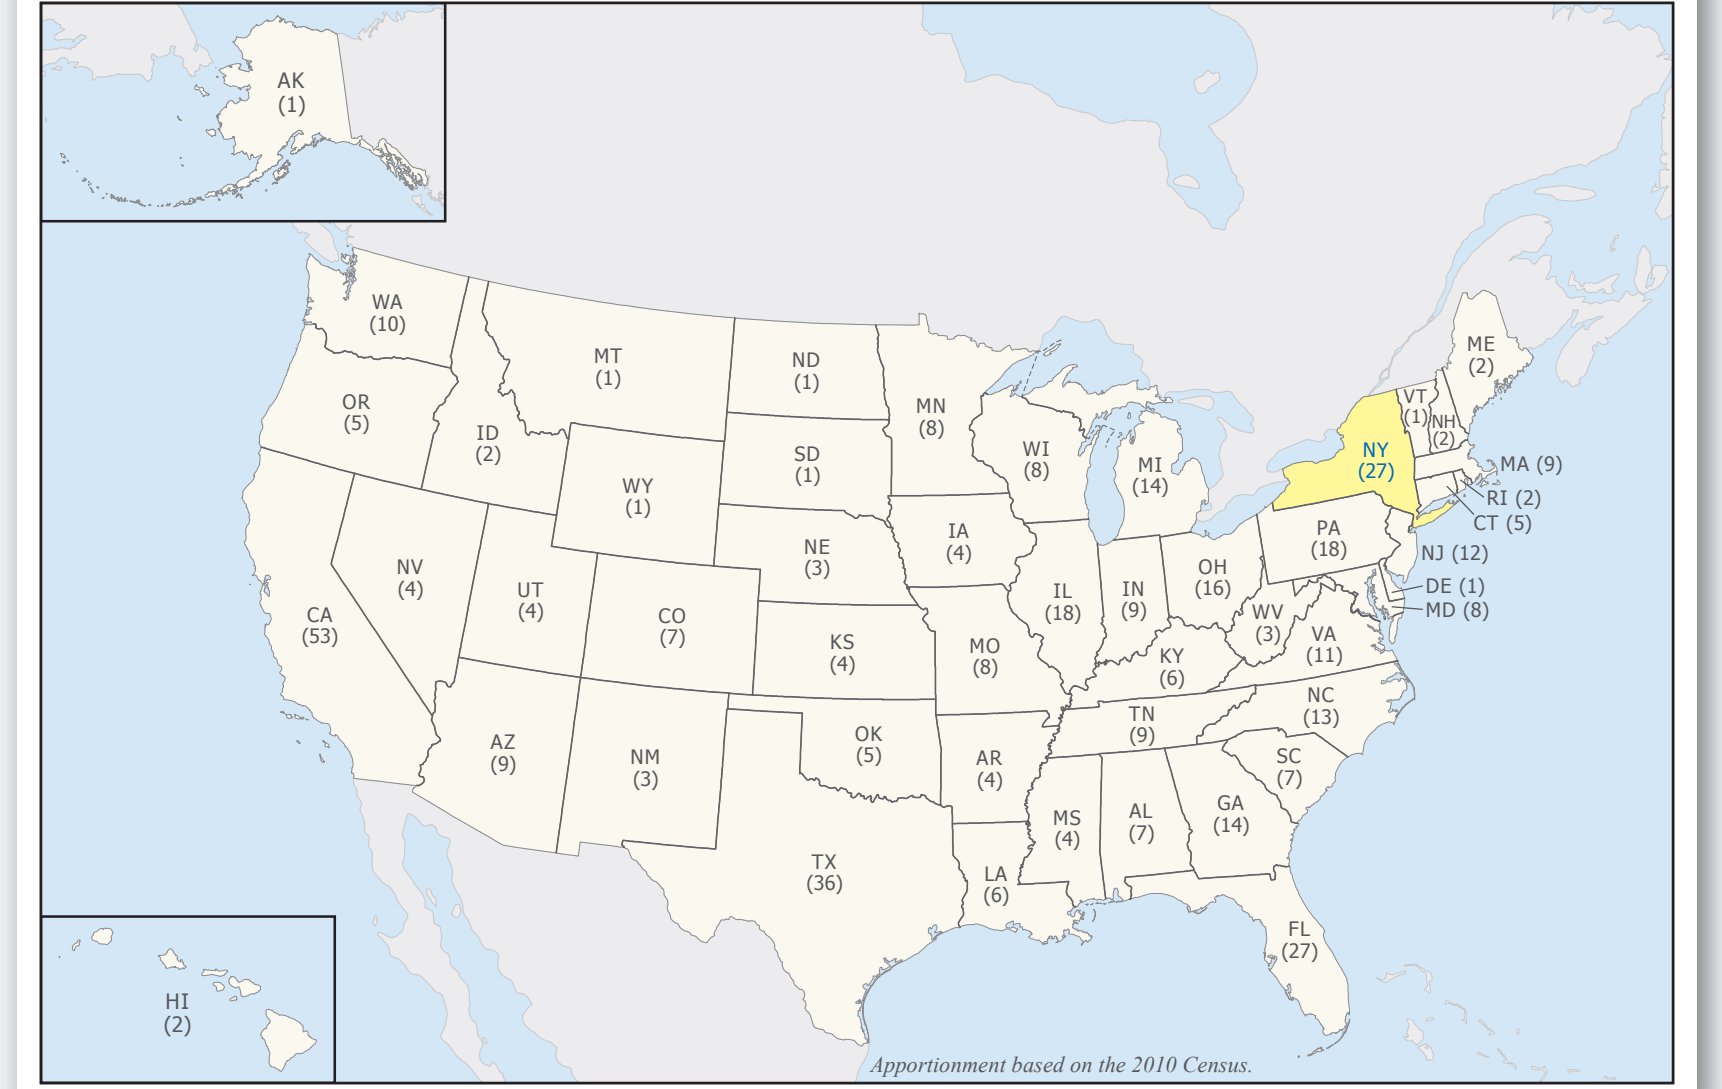 AK
(1)
WA
(10)
MT
(1)
ND
(1)
MN
(8)
ME
(2)
VT
(1)
NH
(2)
OR
(5)
ID
(2)
SD
(1)
WI
(8)
MI
(14)
NY
(27)
MA (9)
RI (2)
CT (5)
WY
(1)
IA
(4)
PA
(18)
NJ (12)
NE
(3)
NV
(4)
UT
(4)
CO
(7)
CA
(53)
IL
(18)
IN
(9)
OH
(16)
DE (1)
MD (8)
WV
(3)
VA
(11)
KS
(4)
MO
(8)
KY
(6)
NC
(13)
TN
(9)
AZ
(9)
NM
(3)
OK
(5)
AR
(4)
SC
(7)
MS
(4)
AL
(7)
GA
(14)
TX
(36)
LA
(6)
FL
(27)
HI
(2)
Apportionment based on the 2010 Census.